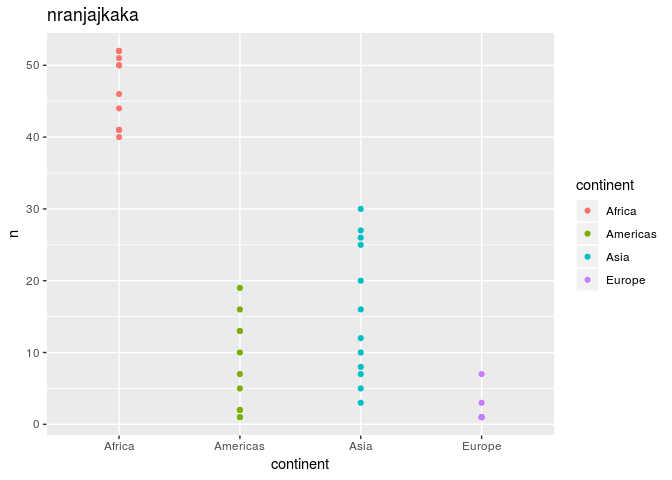 nranjajkaka
50
40
30
20
10
0
n
Africa Americas Asia Europe
continent
continent
Africa
Americas
Asia
Europe